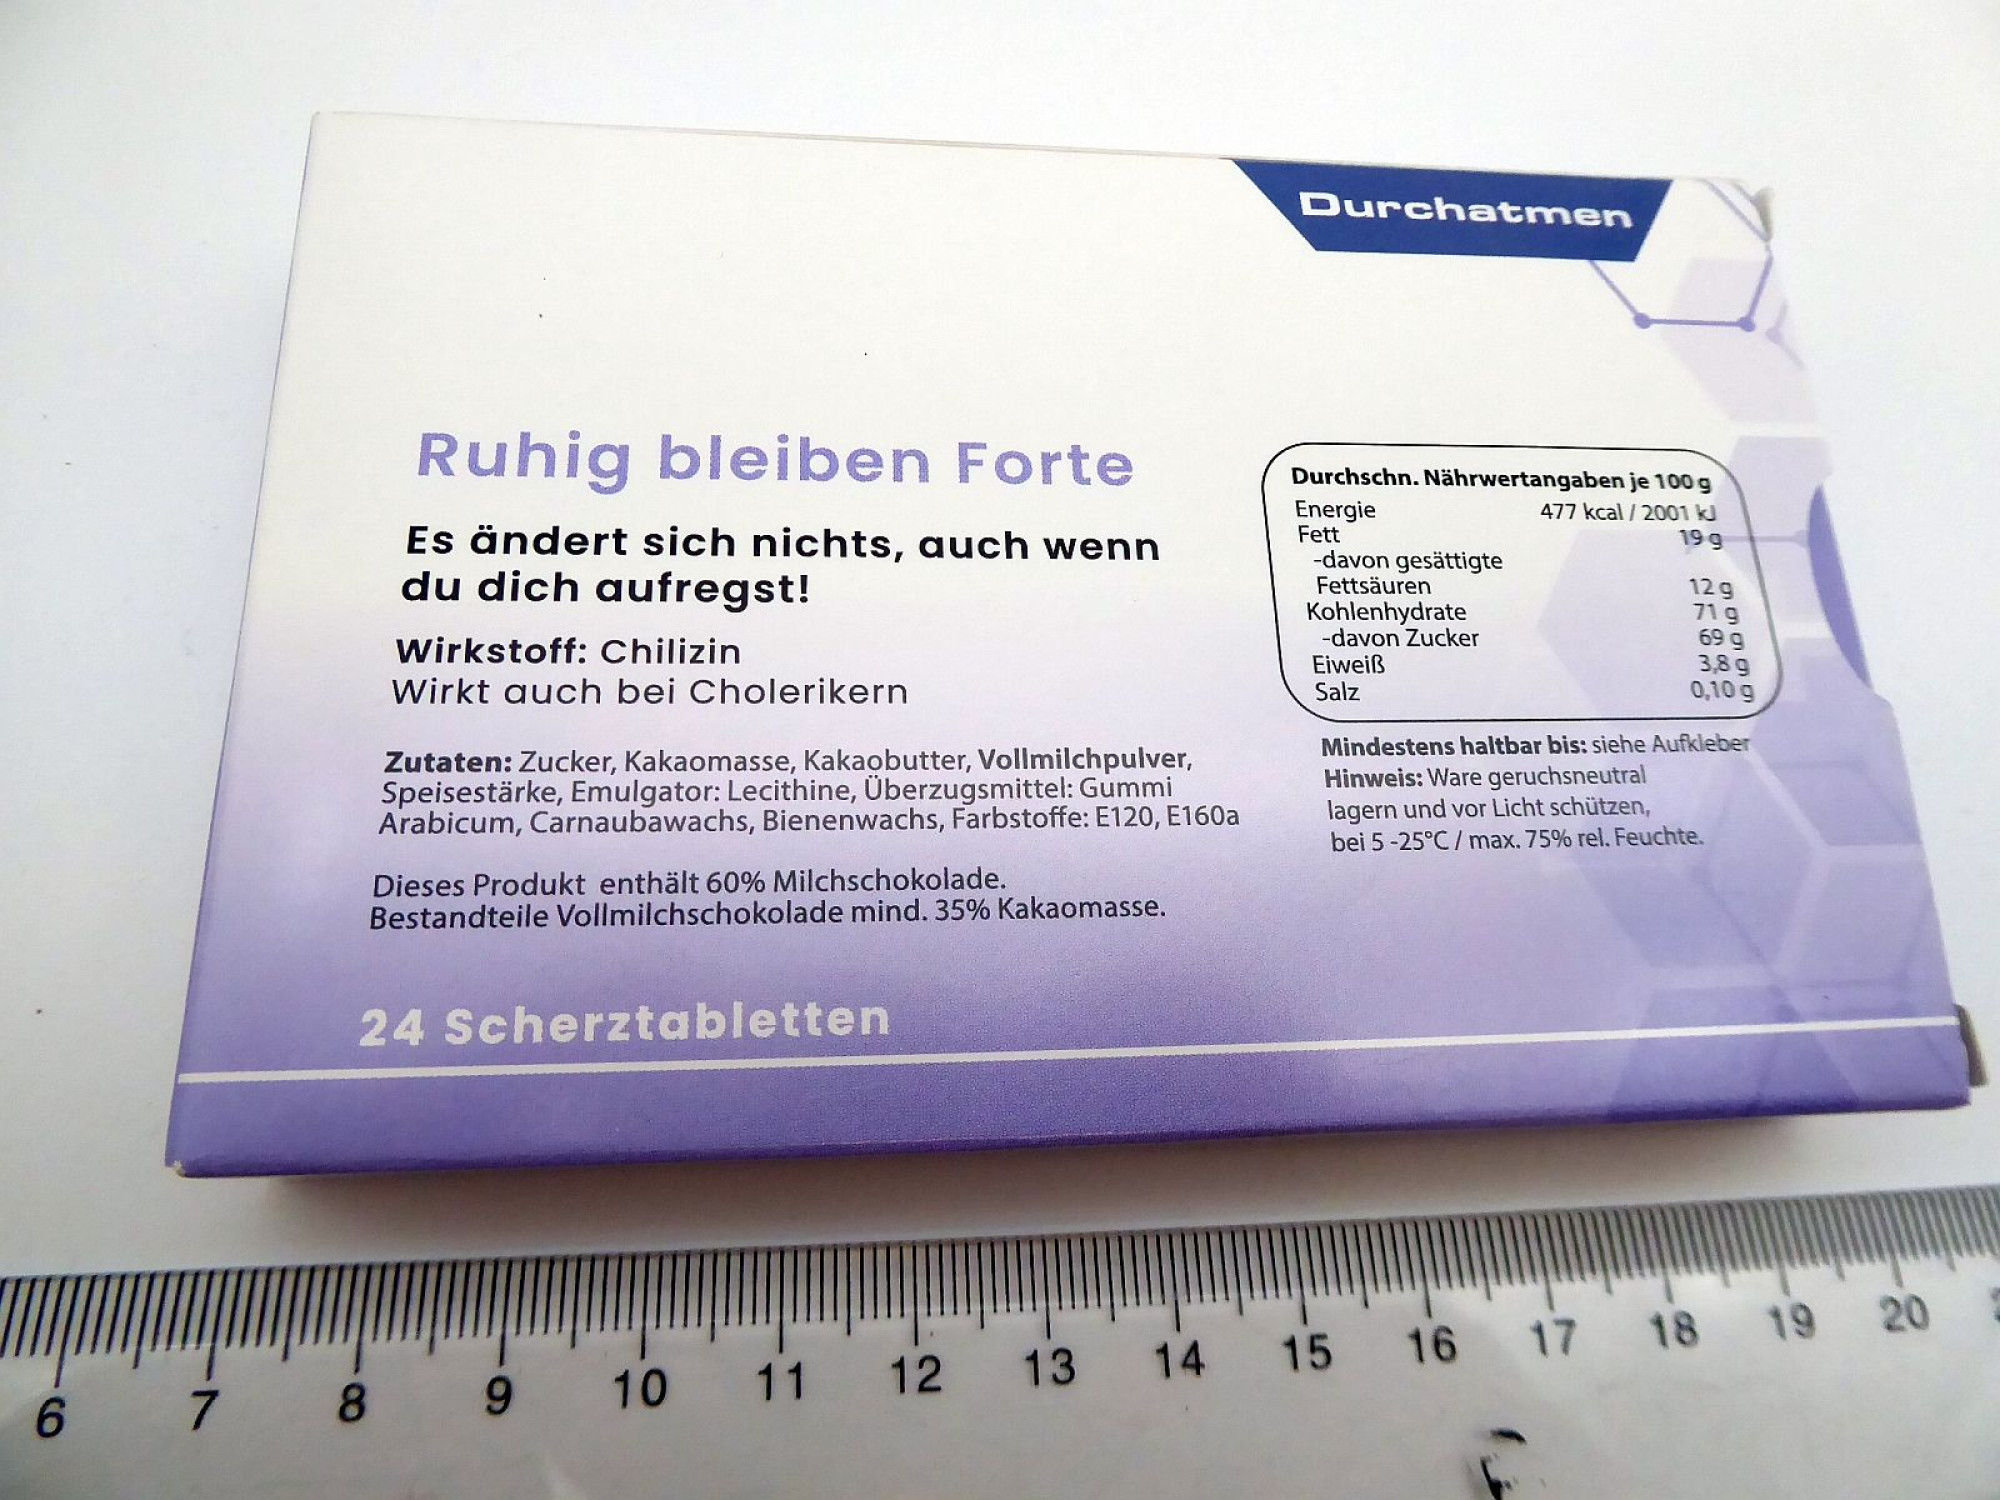 Durchatmen
Ruhig bleiben Forte
Es ändert sich nichts, auch wenn
du dich aufregst!
Wirkstoff: Chilizin
Wirkt auch bei Cholerikern
Zutaten: Zucker, Kakaomasse, Kakaobutter, Vollmilchpulver,
Speisestärke, Emulgator: Lecithine, Überzugsmittel: Gummi
Arabicum, Carnaubawachs, Bienenwachs, Farbstoffe: E120, E160a
Dieses Produkt enthält 60% Milchschokolade.
Bestandteile Vollmilchschokolade mind. 35% Kakaomasse.
24 Scherztabletten
Durchschn. Nährwertangaben je 100 g
Energie 477 kcal / 2001 kJ
Fett 19 g
-davon gesättigte
Fettsäuren 12 g
Kohlenhydrate 71 g
-davon Zucker 69 g
Eiweiß 3,8 g
Salz 0,10 g
Mindestens haltbar bis: siehe Aufkleber
Hinweis: Ware geruchsneutral
lagern und vor Licht schützen,
bei 5 -25°C / max. 75% rel. Feuchte.
6 7 8 9 10 11 12 13 14 15 16 17 18 19 20